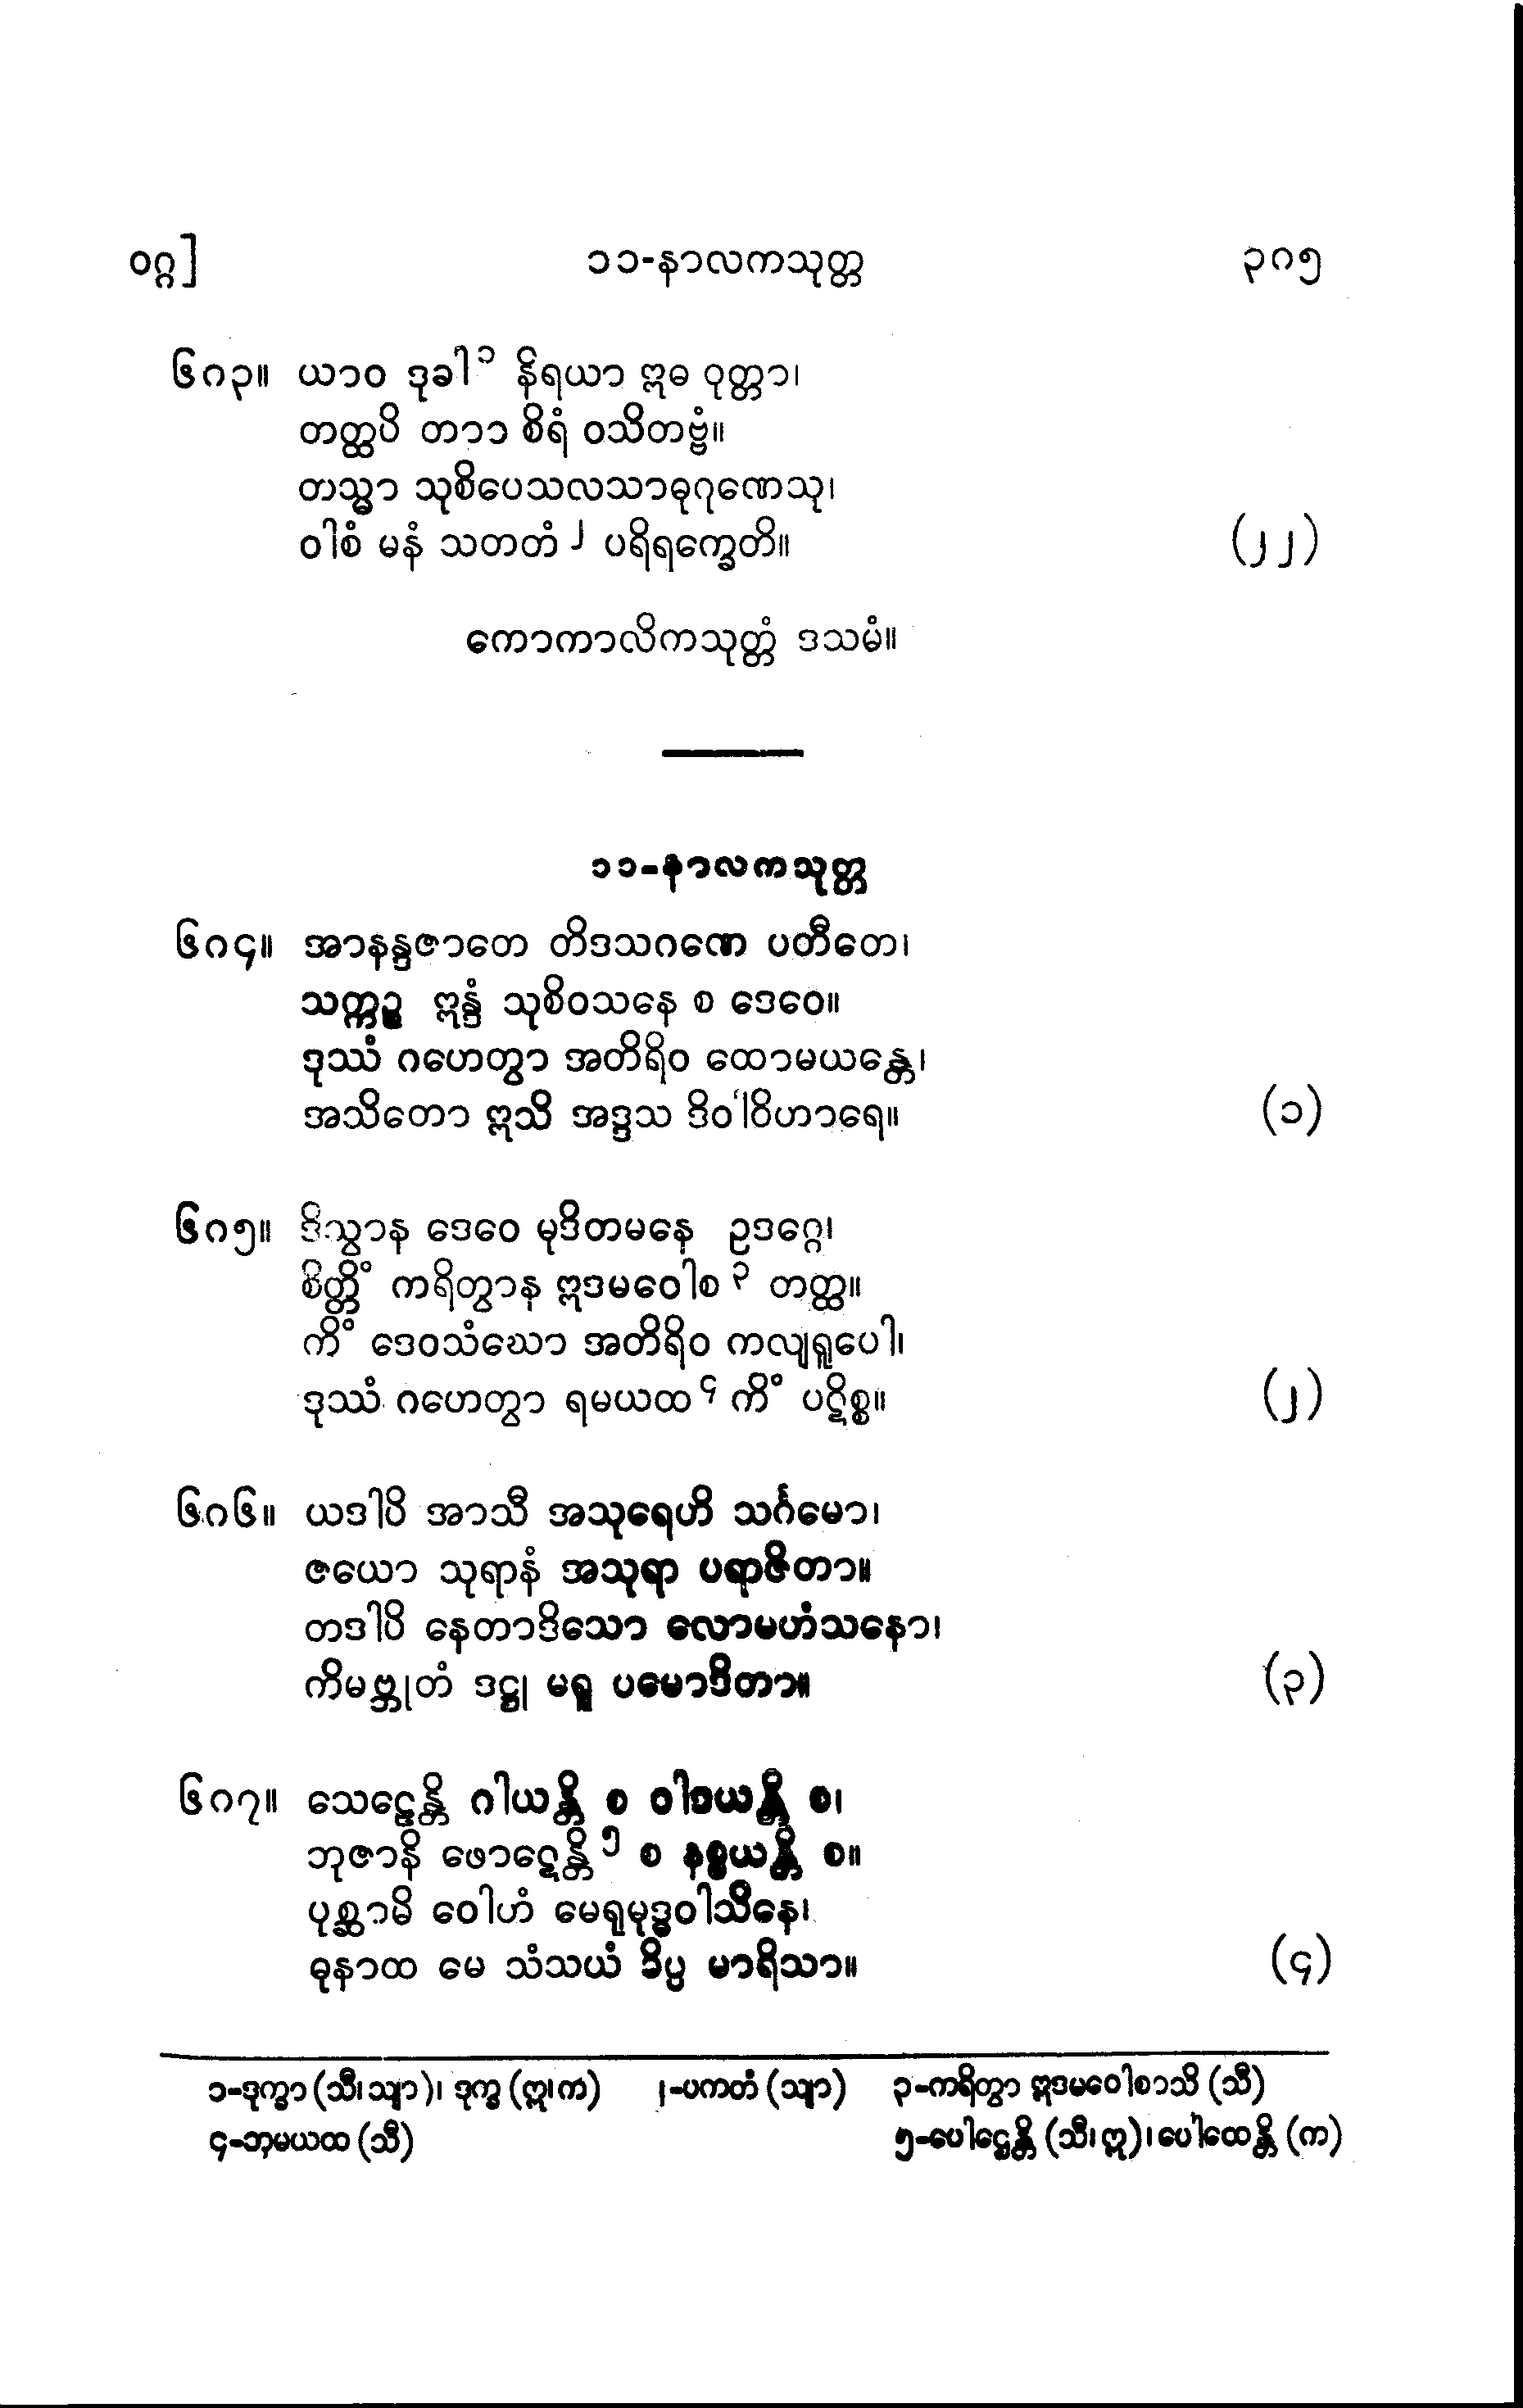 ဝဂ္ဂ] ၁၁-နာလကသုတ္တ ၃၈၅
၆၈၃။ ယာဝ ဒုခါ ၁ နိရယာ ဣဓ ဝုတ္တာ၊
တတ္ထပိ တာဝ စိရံ ဝသိတဗ္ဗံ။
တသ္မာ သုစိပေသလသာဓုဂုဏေသု၊
ဝါစံ မနံ သတတံ ၂ ပရိရက္ခေတိ။ (၂၂)
ကောကာလိကသုတ္တံ ဒသမံ။
၁၁-နာလကသုတ္တ
၆၈၄။ အာနန္ဒဇာတေ တိဒသဂဏေ ပတီတေ၊
သက္ကဉ္စ ဣန္ဒံ သုစိဝသနေ စ ဒေဝေ။
ဒုဿံ ဂဟေတွာ အတိရိဝ ထောမယန္တေ၊
အသိတော ဣသိ အဒ္ဒသ ဒိဝါဝိဟာရေ။ (၁)
၆၈၅။ ဒိသွာန ဒေဝေ မုဒိတမနေ ဥဒဂ္ဂေ၊
စိတ္တိံ ကရိတွာန ဣဒမဝေါစ ၃ တတ္ထ။
ကိံ ဒေဝသံဃော အတိရိဝ ကလျရူပေါ၊
ဒုဿံ ဂဟေတွာ ရမယထ ၄ ကိံ ပဋိစ္စ။ (၂)
၆၈၆။ ယဒါပိ အာသီ အသုရေဟိ သင်္ဂမော၊
ဇယော သုရာနံ အသုရာ ပရာဇိတာ။
တဒါပိ နေတာဒိသော လောမဟံသနော၊
ကိမဗ္ဘုတံ ဒဋ္ဌု မရူ ပမောဒိတာ။ (၃)
၆၈၇။ သေဠေန္တိ ဂါယန္တိ စ ဝါဒယန္တိ စ၊
ဘုဇာနိ ဖောဋေန္တိ ၅ စ နစ္စယန္တိ စ။
ပုစ္ဆာမိ ဝေါဟံ မေရုမုဒ္ဓဝါသိနေ၊
ဓုနာထ မေ သံသယံ ခိပ္ပ မာရိသာ။ (၄)
၁-ဒုက္ခာ (သီ၊ သျာ)၊ ဒုက္ခ (ဣ၊ က) ၂-ပကတံ (သျာ) ၃-ကရိတွာ ဣဒမဝေါစာသိ (သီ)
၄-ဘမယထ (သီ) ၅-ပေါဌေန္တိ (သီ၊ ဣ)၊ ပေါထေန္တိ (က)